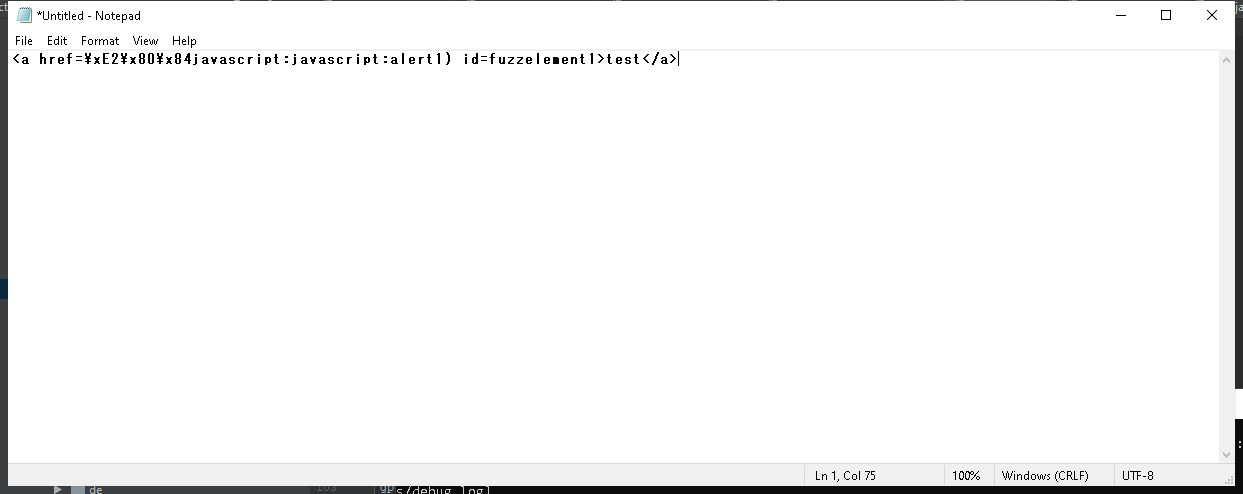 *Untitled - Notepad
File Edit Format View Help
<a href=¥xE2¥x80¥x84javascript:javascript:alert1) id=fuzzelement1>test</a>
Ln 1, Col 75 100% Windows (CRLF) UTF-8
de 103 s/debug.log]